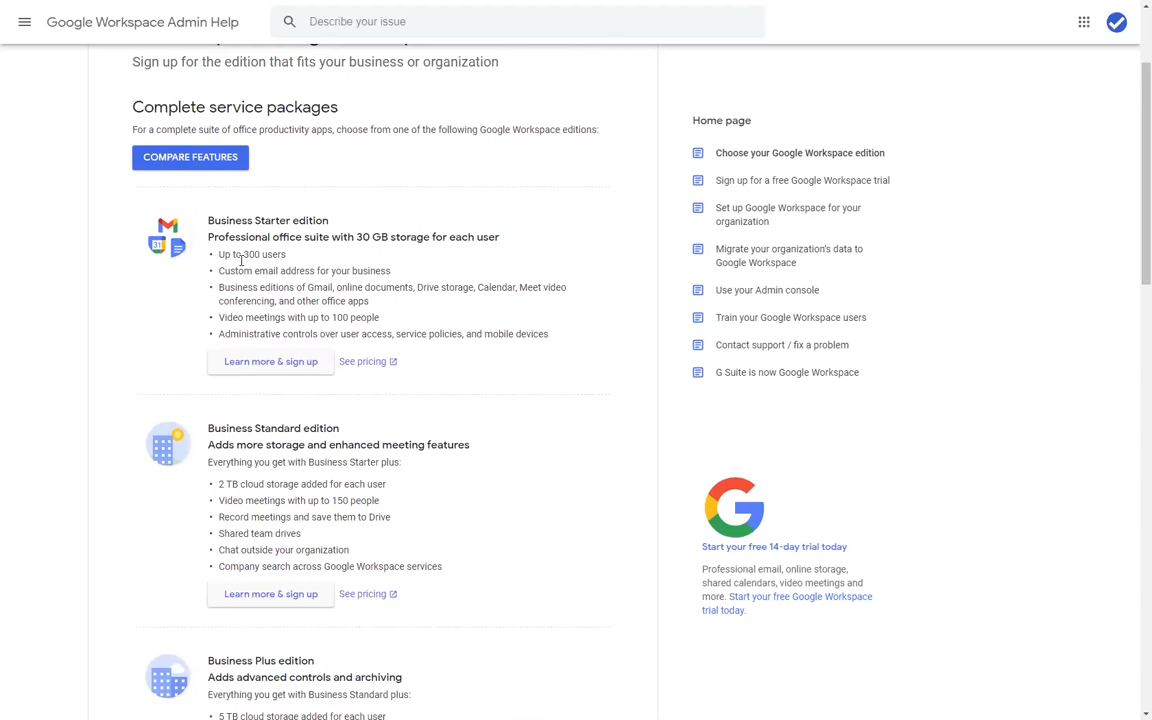 Google Workspace Admin Help
Describe your issue
Sign up for the edition that fits your business or organization
Complete service packages
For a complete suite of office productivity apps, choose from one of the following Google Workspace editions:
COMPARE FEATURES
Business Starter edition
Professional office suite with 30 GB storage for each user
• Up to 300 users
• Custom email address for your business
• Business editions of Gmail, online documents, Drive storage, Calendar, Meet video
conferencing, and other office apps
• Video meetings with up to 100 people
• Administrative controls over user access, service policies, and mobile devices
Learn more & sign up
See pricing
31
Business Standard edition
Adds more storage and enhanced meeting features
Everything you get with Business Starter plus:
• 2 TB cloud storage added for each user
• Video meetings with up to 150 people
• Record meetings and save them to Drive
• Shared team drives
• Chat outside your organization
• Company search across Google Workspace services
Learn more & sign up
See pricing
Business Plus edition
Adds advanced controls and archiving
Everything you get with Business Standard plus:
• 5 TB cloud storage added for each user
Home page
Choose your Google Workspace edition
Sign up for a free Google Workspace trial
Set up Google Workspace for your
organization
Migrate your organization's data to
Google Workspace
Use your Admin console
Train your Google Workspace users
Contact support / fix a problem
G Suite is now Google Workspace
Start your free 14-day trial today
Professional email, online storage,
shared calendars, video meetings and
more. Start your free Google Workspace
trial today.